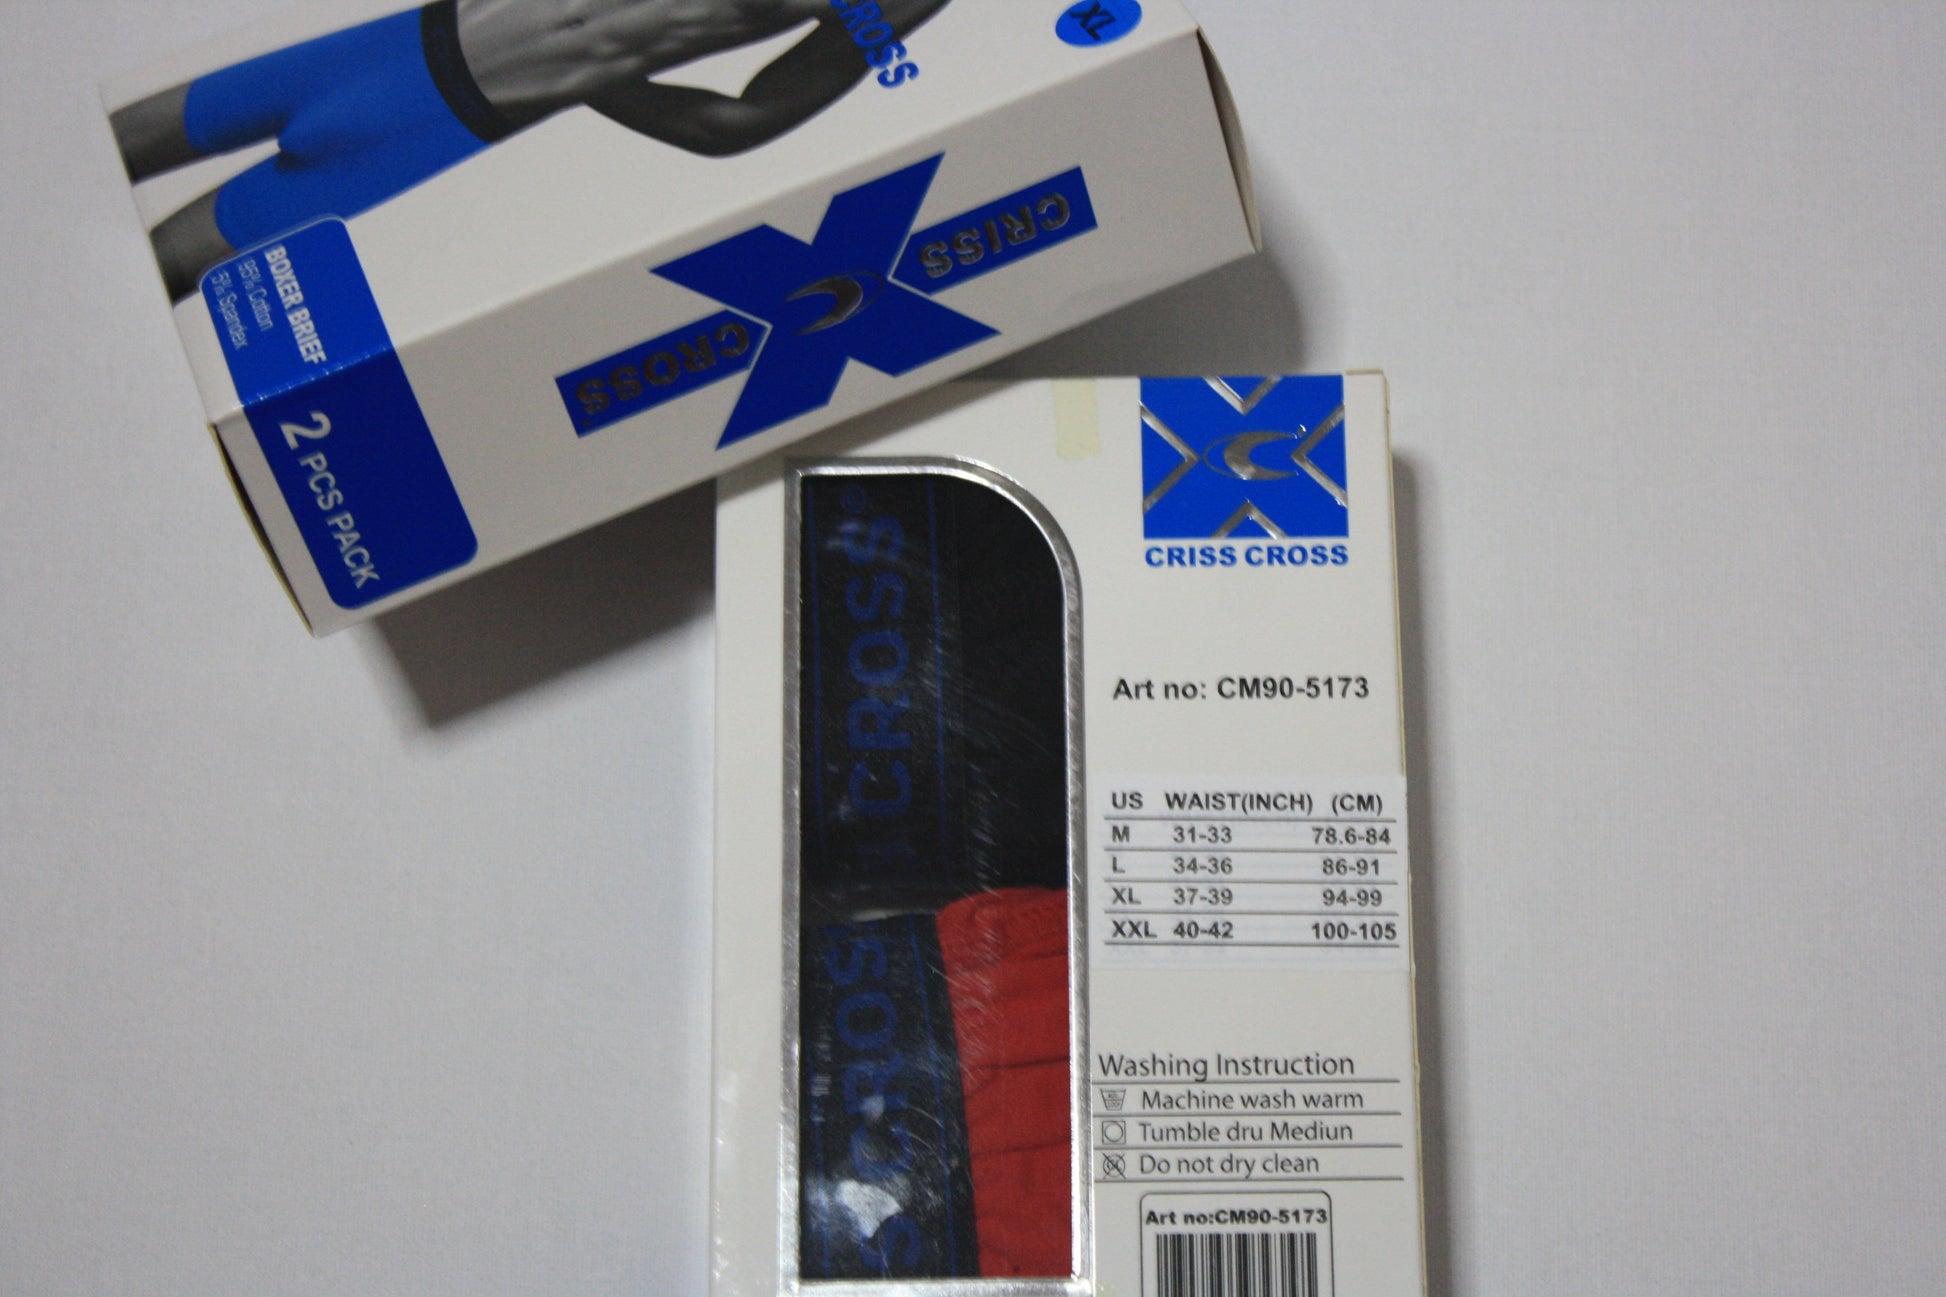 CROSS
XL
CRISS
CROSS
BOXER BRIEF
95% Cotton
5% Spandex
2 PCS PACK
CROSS
CROSS
S CROS
CRISS CROSS
Art no: CM90-5173
US WAIST(INCH) (CM)
M 31-33 78.6-84
L 34-36 86-91
XL 37-39 94-99
XXL 40-42 100-105
Washing Instruction
Machine wash warm
Tumble dru Mediun
Do not dry clean
Art no:CM90-5173